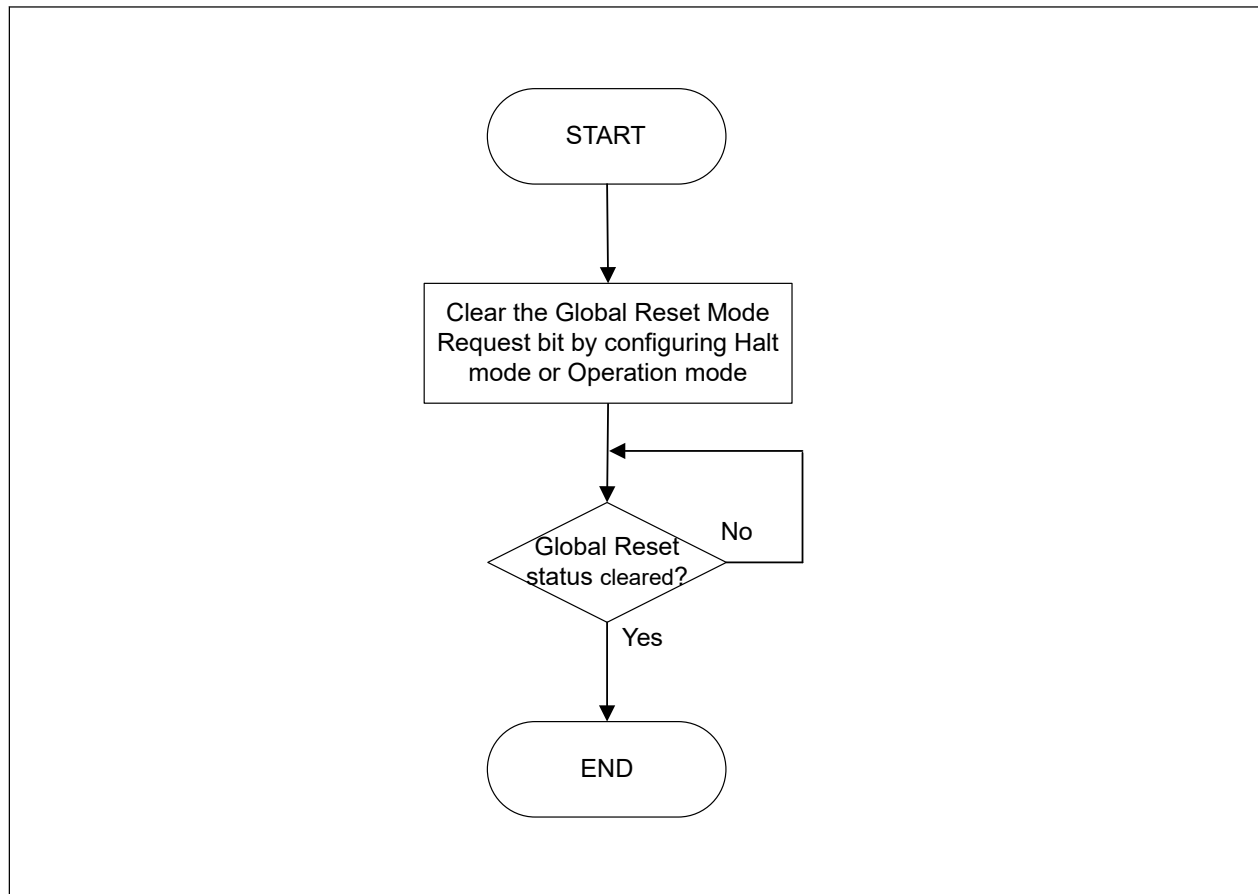 START
Clear the Global Reset Mode
Request bit by configuring Halt
mode or Operation mode
No
Global Reset
status cleared?
Yes
END